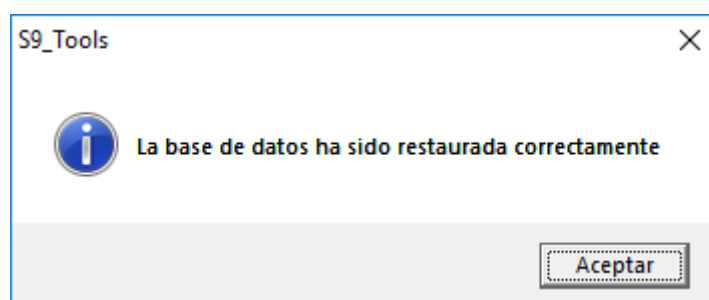 S9_Tools
La base de datos ha sido restaurada correctamente
Aceptar